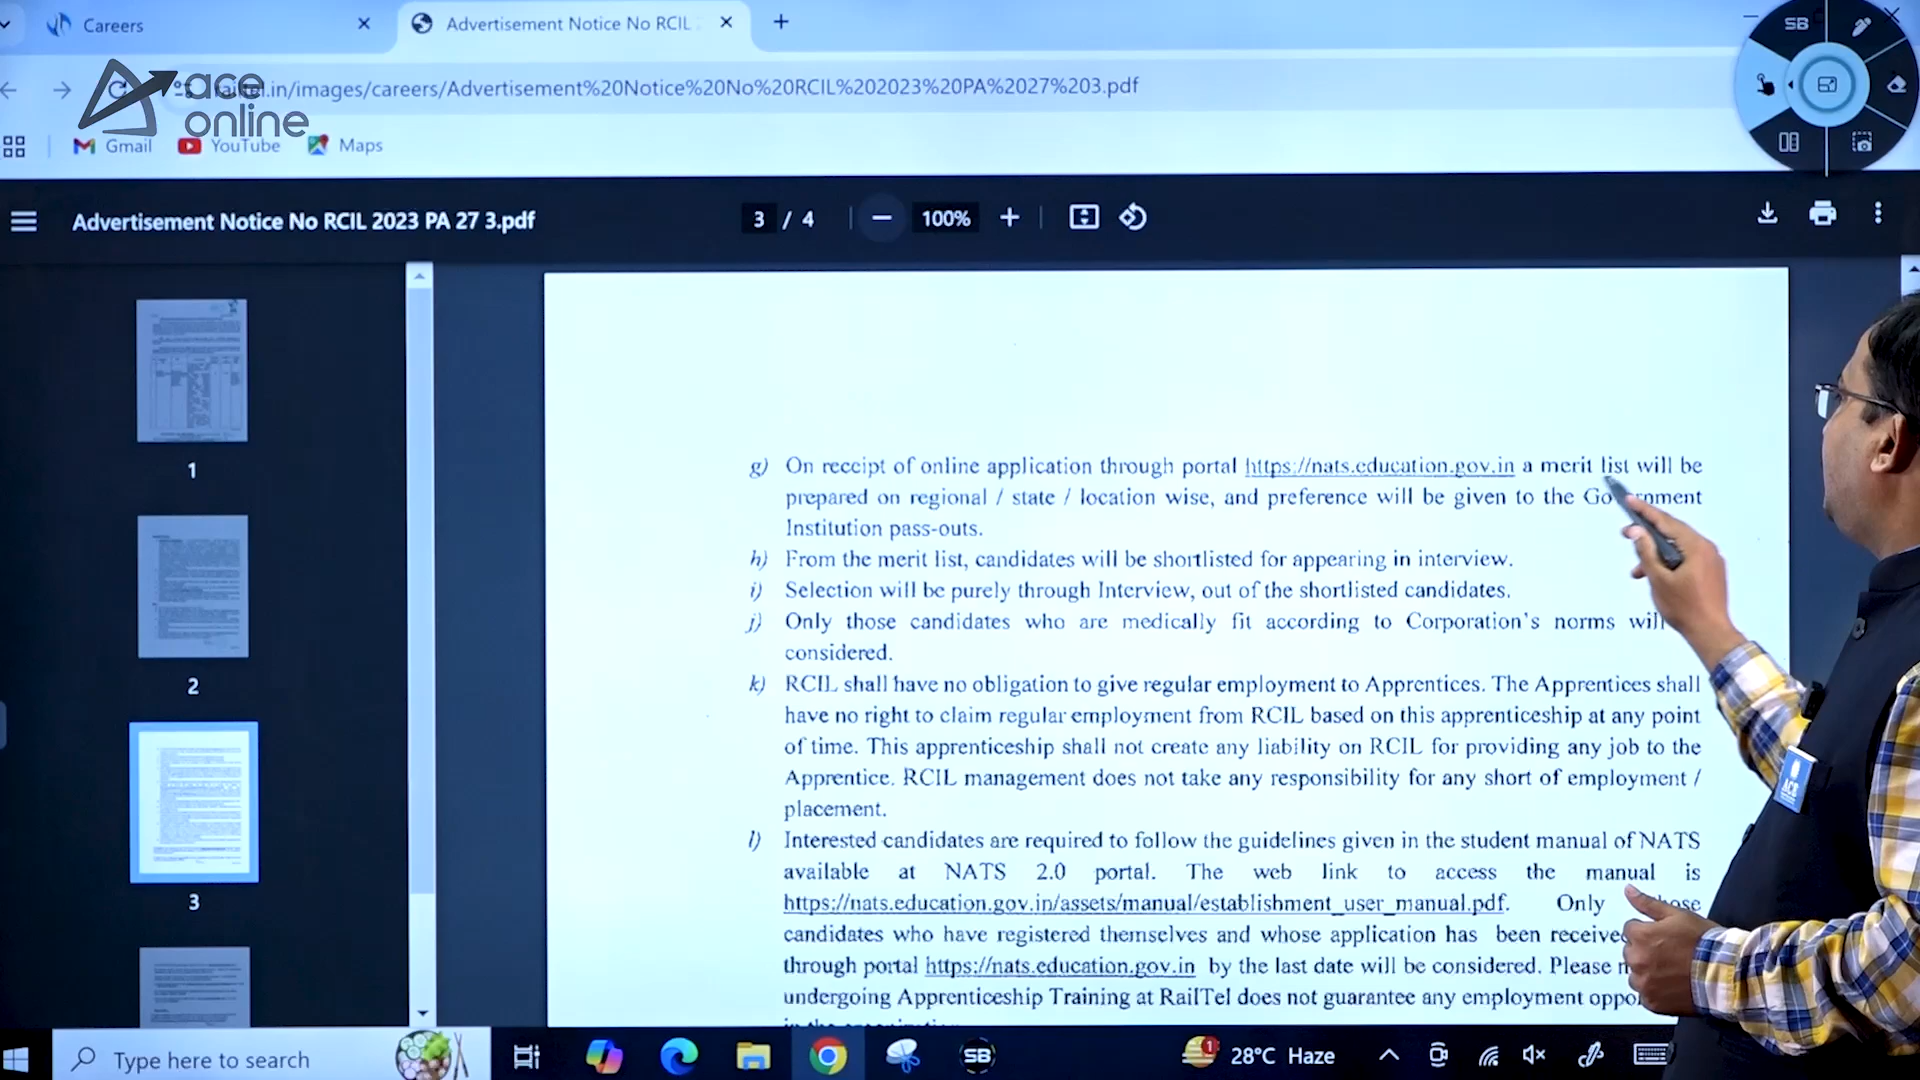 Careers
Advertisement Notice No RCIL
SB
ace
online
.in/images/careers/Advertisement%20Notice%20No%20RCIL%202023%20PA%2027%203.pdf
Gmail
YouTube
Maps
Advertisement Notice No RCIL 2023 PA 27 3.pdf
3 / 4
100%
1
2
3
g) On receipt of online application through portal https://nats.education.gov.in a merit list will be
prepared on regional / state / location wise, and preference will be given to the
Institution pass-outs.
h) From the merit list, candidates will be shortlisted for appearing in interview.
i) Selection will be purely through Interview, out of the shortlisted candidates.
j) Only those candidates who are medically fit according to Corporation's norms will
considered.
k) RCIL shall have no obligation to give regular employment to Apprentices. The Apprentices shall
have no right to claim regular employment from RCIL based on this apprenticeship at any point
of time. This apprenticeship shall not create any liability on RCIL for providing any job to the
Apprentice. RCIL management does not take any responsibility for any short of employment /
placement.
l) Interested candidates are required to follow the guidelines given in the student manual of NATS
available at NATS 2.0 portal. The web link to access the manual is
https://nats.education.gov.in/assets/manual/establishment_user_manual.pdf. Only
candidates who have registered themselves and whose application has been
through portal https://nats.education.gov.in by the last date will be considered. Please
undergoing Apprenticeship Training at RailTel does not guarantee any employment
ACE
Type here to search
SB
1
28°C Haze